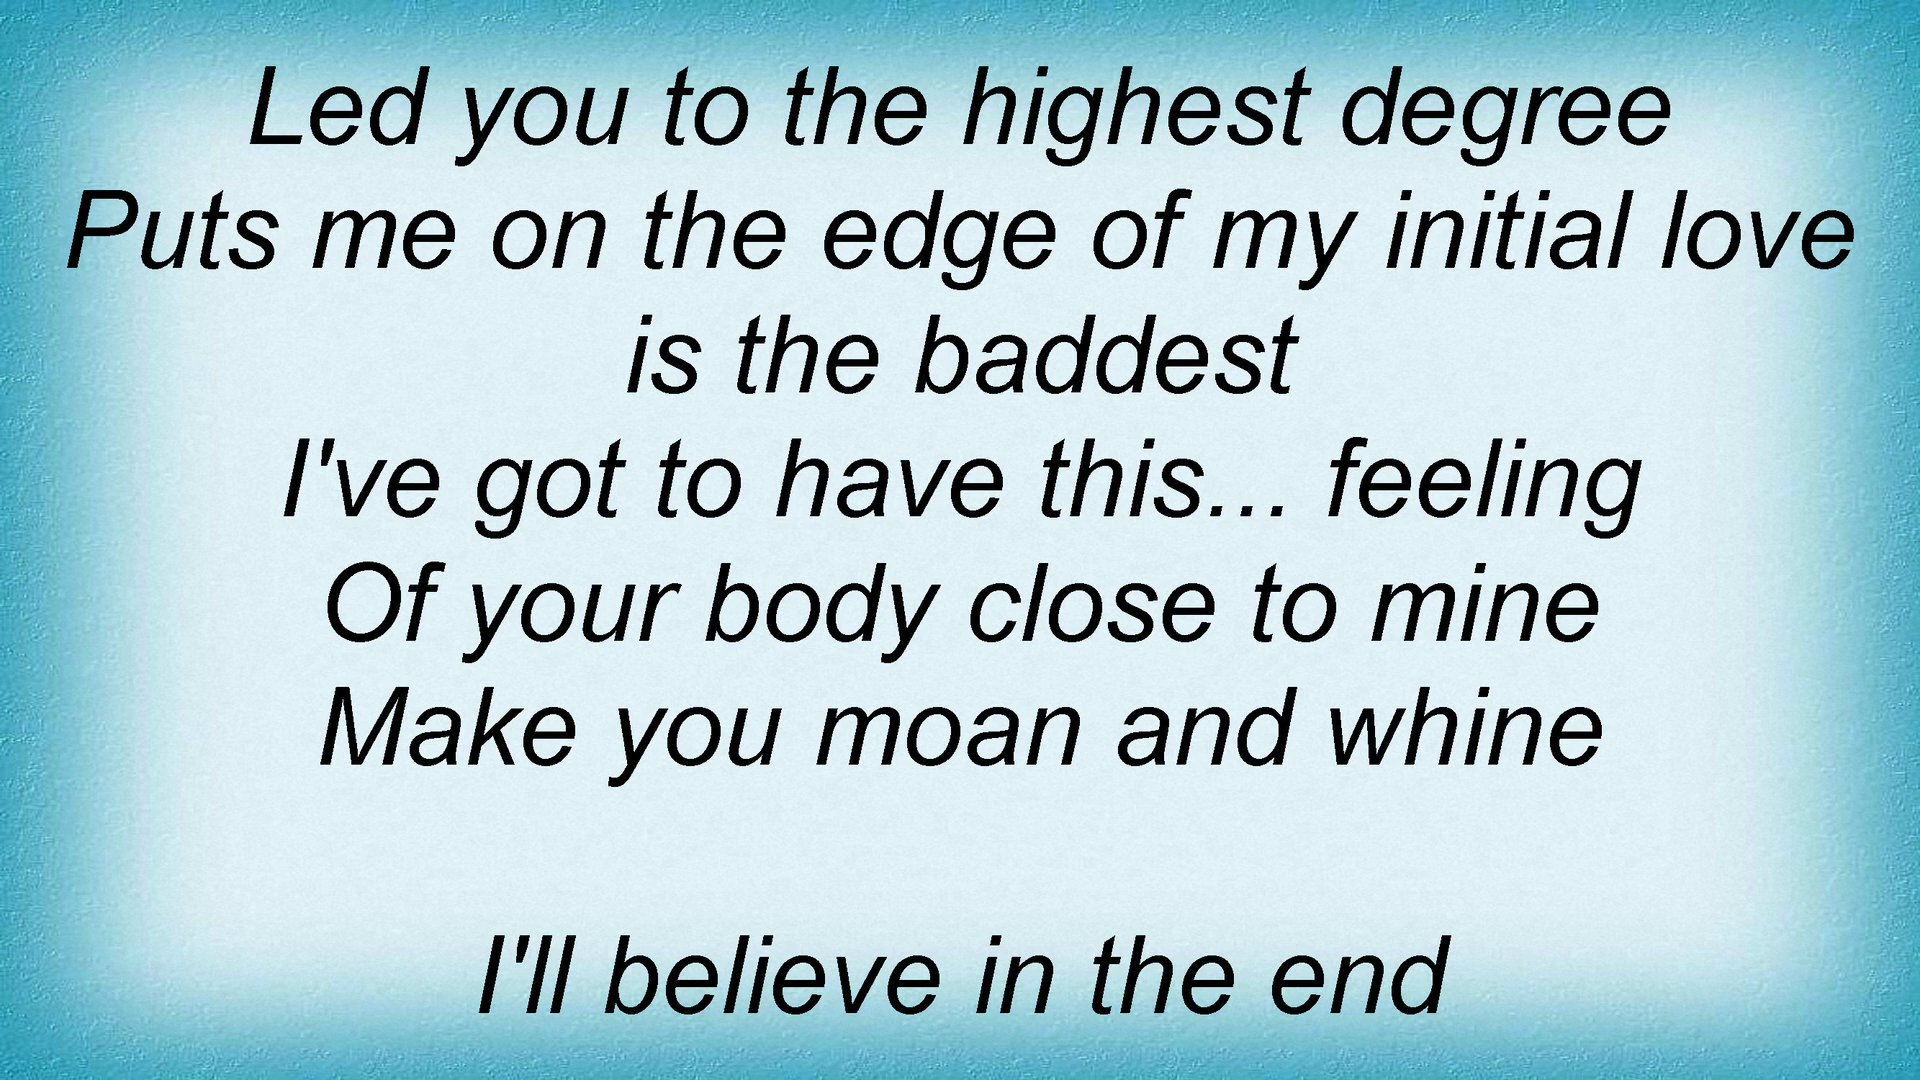 Led you to the highest degree
Puts me on the edge of my initial love
is the baddest
I've got to have this... feeling
Of your body close to mine
Make you moan and whine
I'll believe in the end